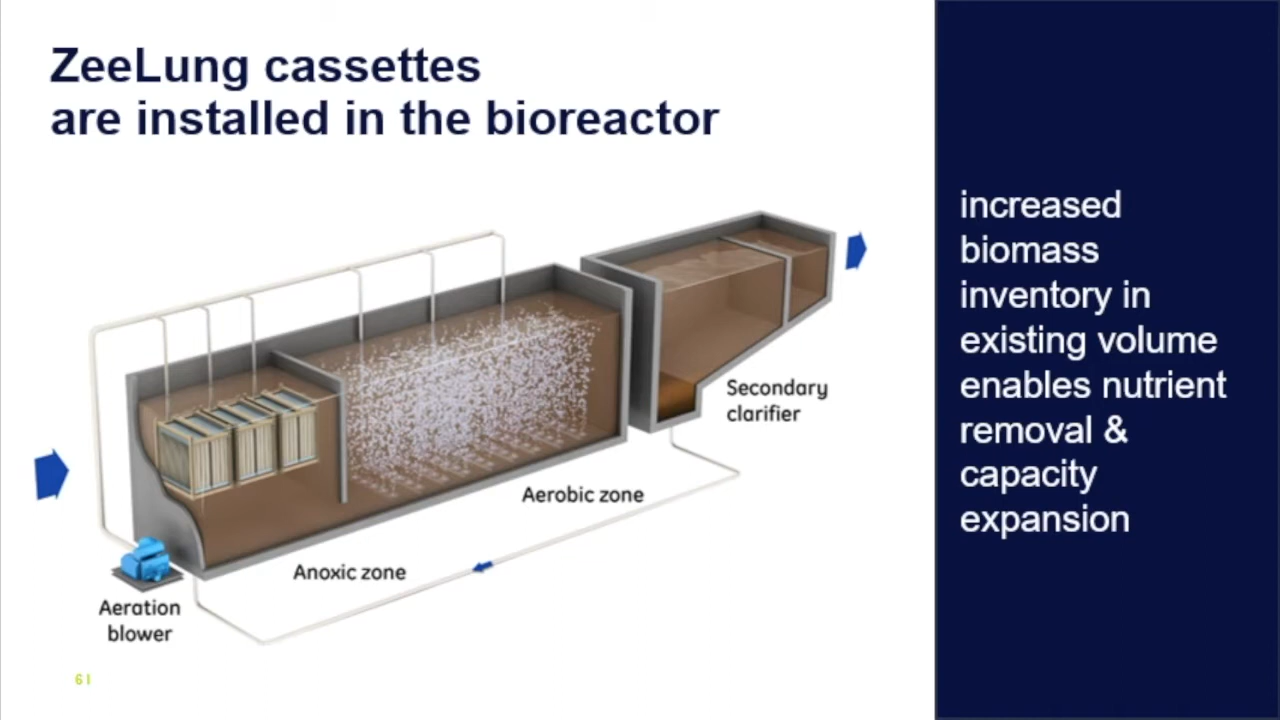 ZeeLung cassettes
are installed in the bioreactor
increased
biomass
inventory in
existing volume
enables nutrient
removal &
capacity
expansion
Secondary
clarifier
Aerobic zone
Anoxic zone
Aeration
blower
61